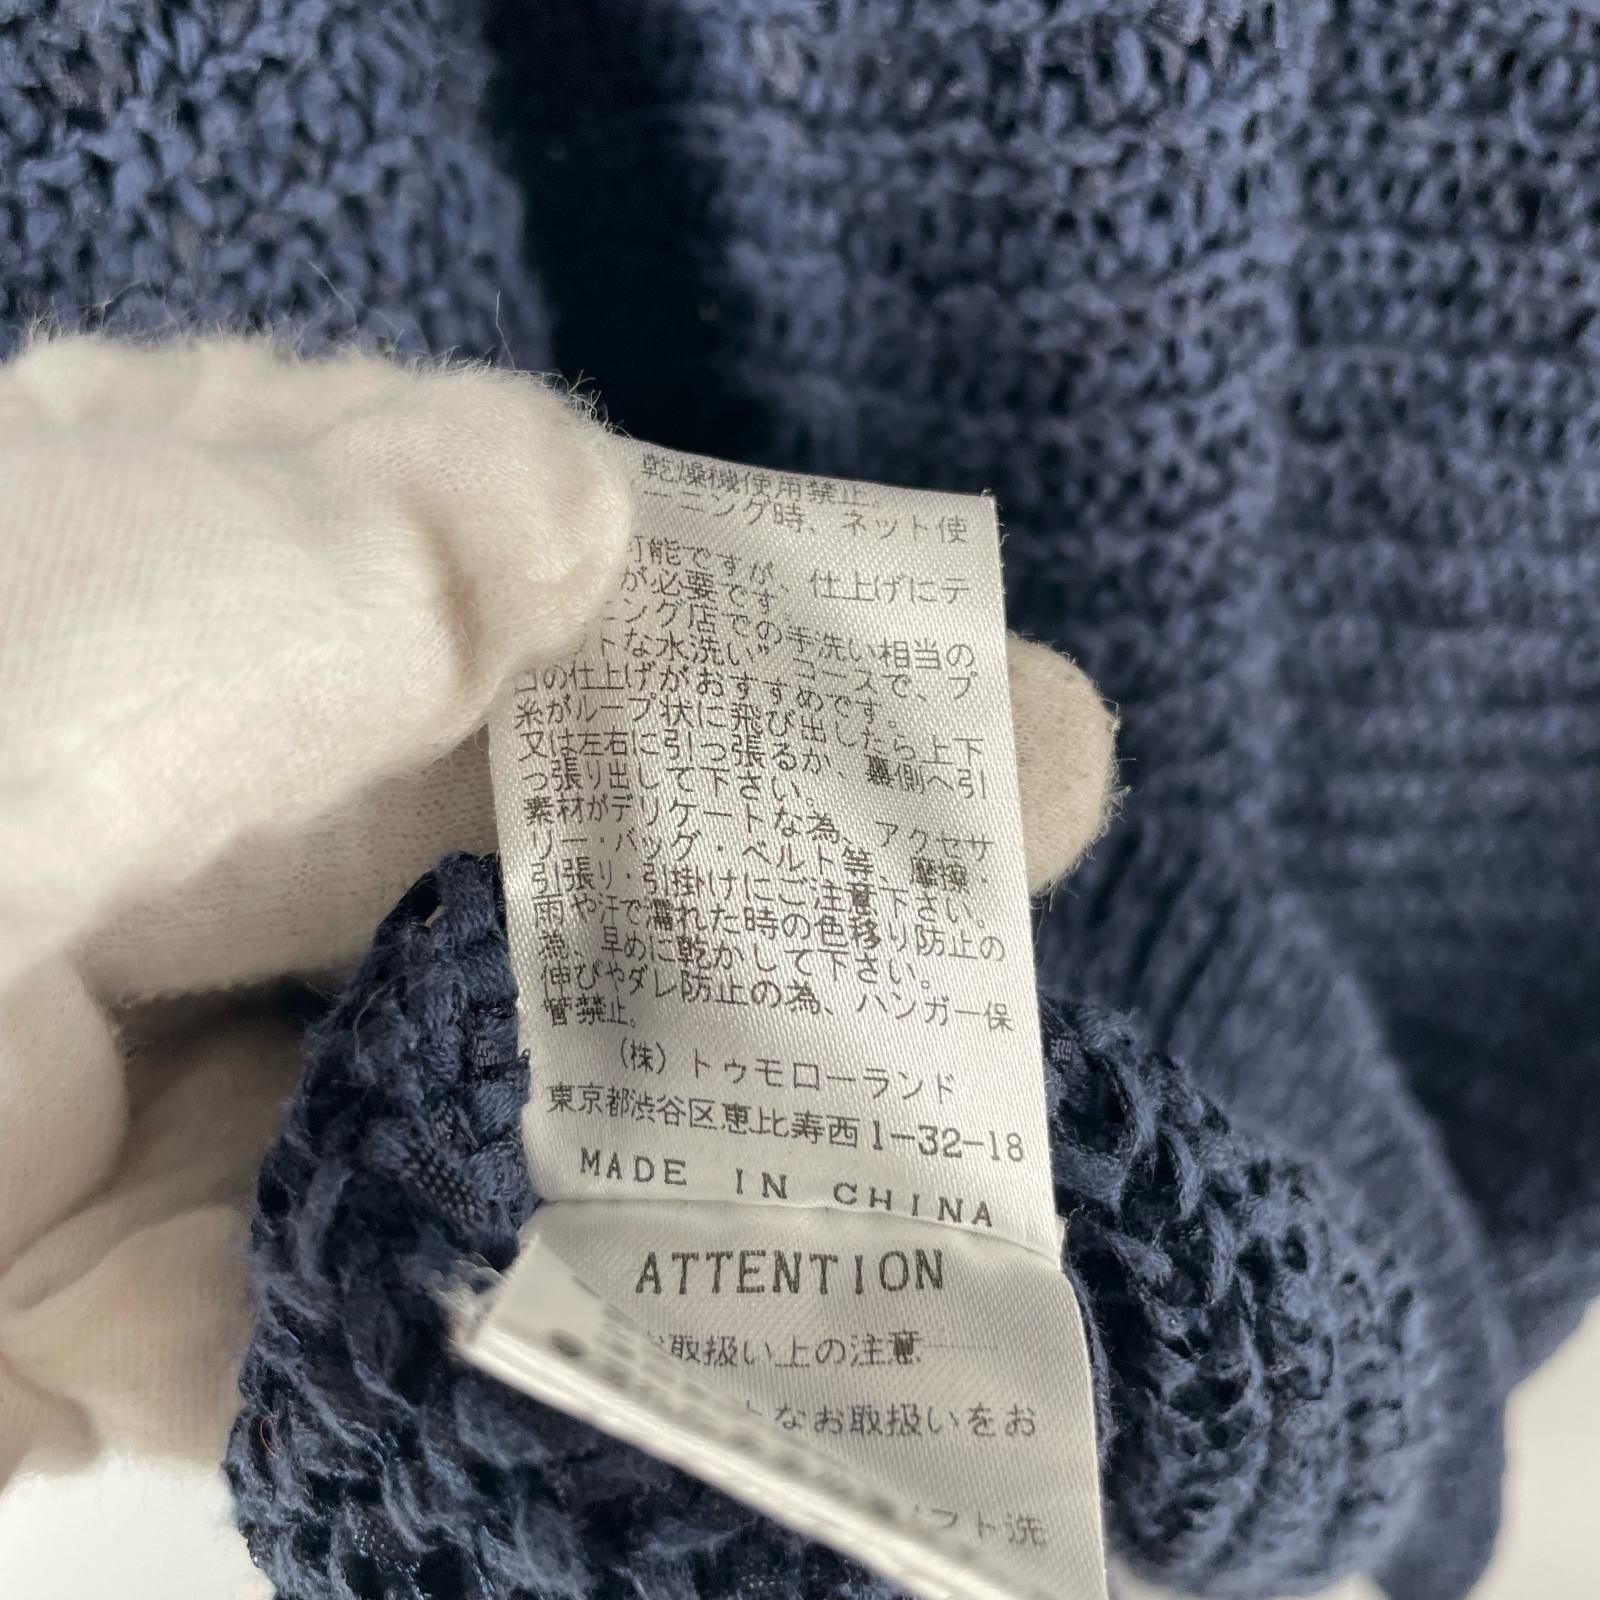 乾燥機使用禁止。
ーニング時、ネット使
可能ですが、仕上げにテ
が必要です
ニング店での手洗い相当の
トな水洗い"コースで、プ
ロの仕上げがおすすめです。
糸がループ状に飛び出したら上下
又は左右に引っ張るか、裏側へ引
っ張り出して下さい。
素材がデリケートな為、アクセサ
リー・バッグ・ベルト等、摩擦・
引張り・引掛けにご注意下さい。
雨や汗で濡れた時の色移り防止の
為、早めに乾かして下さい。
伸びやダレ防止の為、ハンガー保
管禁止。
(株)トゥモローランド
東京都渋谷区恵比寿西1-32-18
MADE IN CHINA
ATTENTION
お取扱い上の注意
なお取扱いをお
フト洗